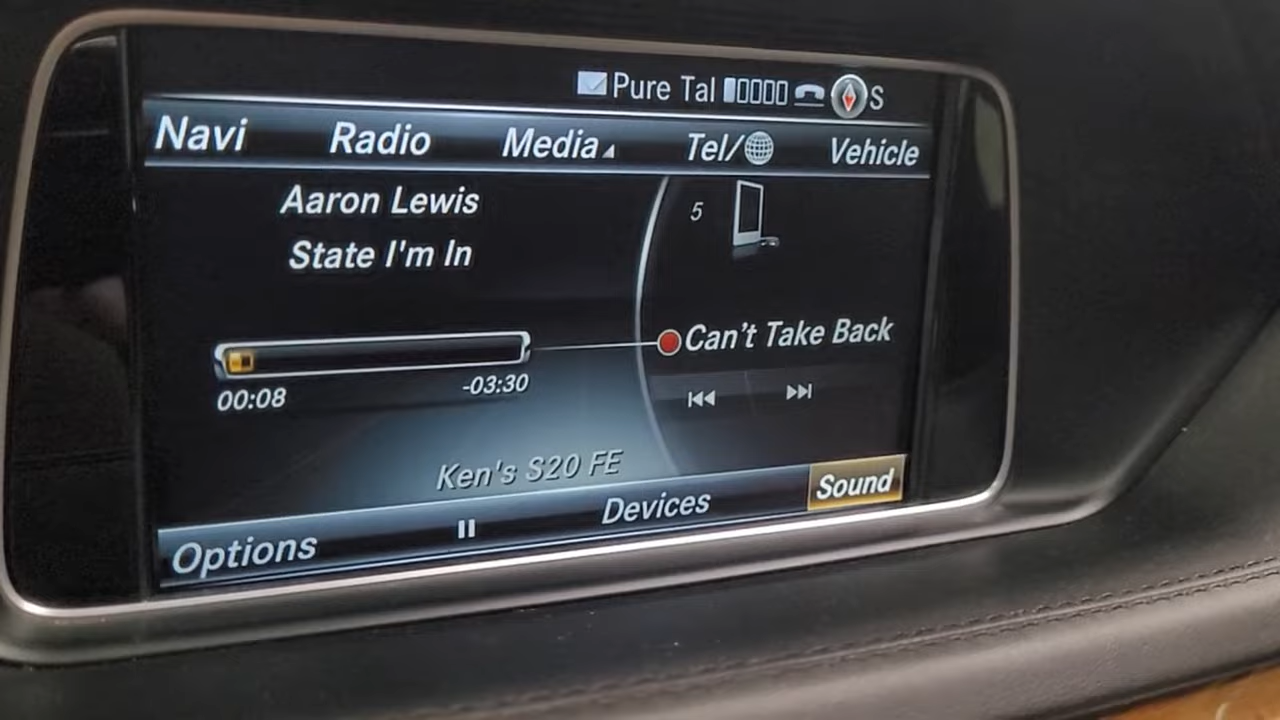 Pure Tal S
Navi Radio Media Tel/ Vehicle
Aaron Lewis
State I'm In
5
Can't Take Back
00:08 -03:30
Ken's S20 FE
Options Devices Sound